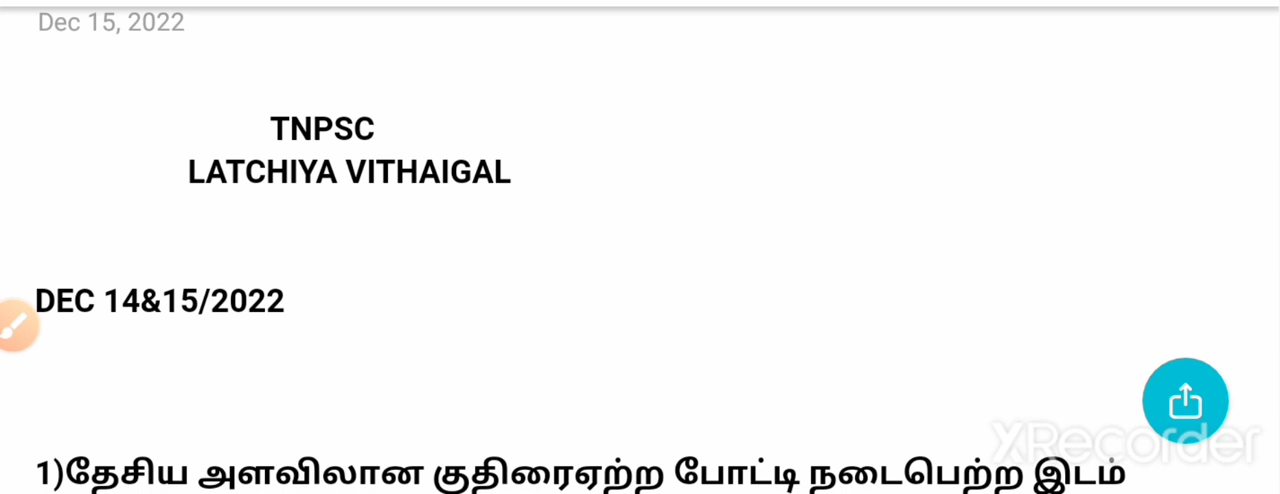 Dec 15, 2022
TNPSC
LATCHIYA VITHAIGAL
DEC 14&15/2022
XRecorder
1)தேசிய அளவிலான குதிரைஏற்ற போட்டி நடைபெற்ற இடம்